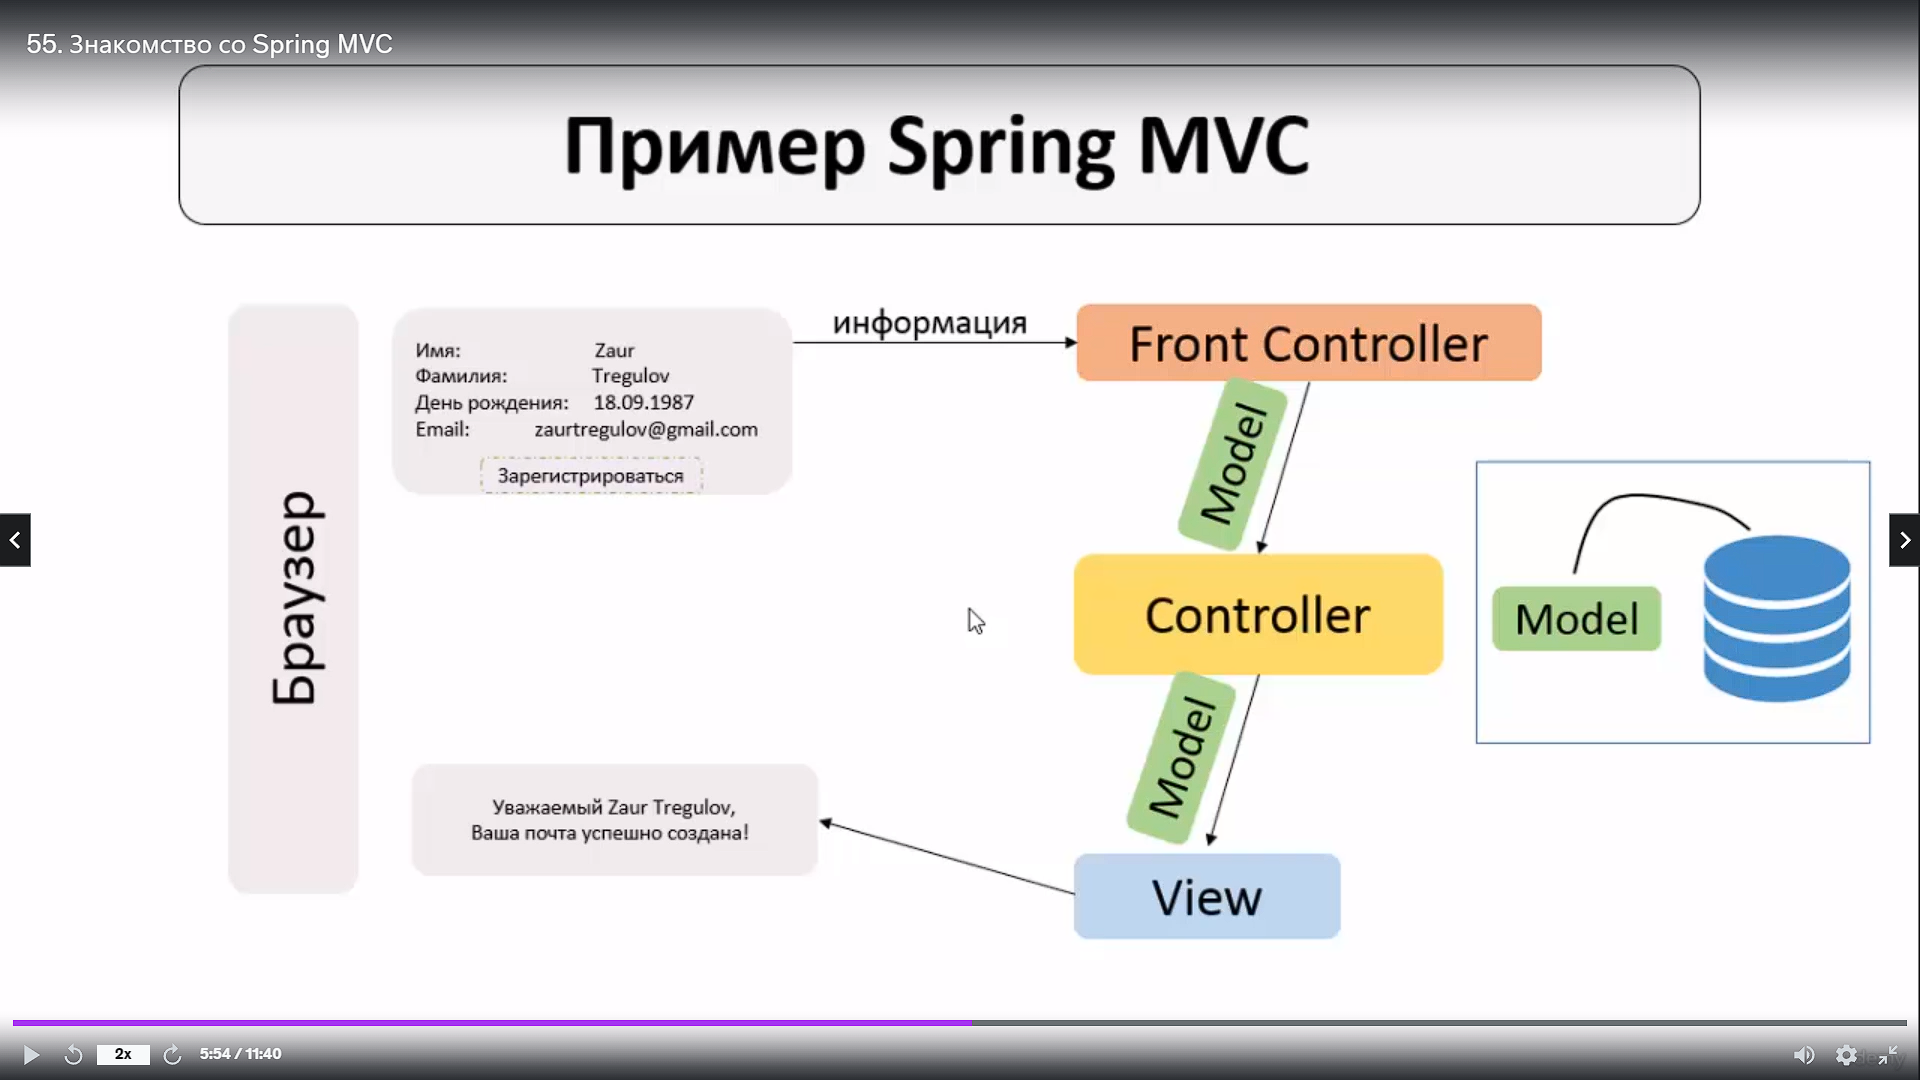 55. Знакомство со Spring MVC
Пример Spring MVC
Браузер
Имя: Zaur
Фамилия: Tregulov
День рождения: 18.09.1987
Email: zaurtregulov@gmail.com
Зарегистрироваться
информация
Front Controller
Model
Controller
Model
Model
View
Уважаемый Zaur Tregulov,
Ваша почта успешно создана!
2x
5:54 / 11:40